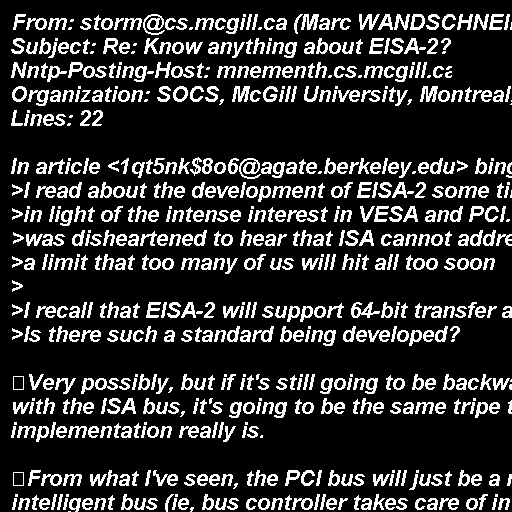 From: storm@cs.mcgill.ca (Marc WANDSCHNEI
Subject: Re: Know anything about EISA-2?
Nntp-Posting-Host: mnementh.cs.mcgill.ca
Organization: SOCS, McGill University, Montreal,
Lines: 22

In article <1qt5nk$8o6@agate.berkeley.edu> bing
>I read about the development of EISA-2 some ti
>in light of the intense interest in VESA and PCI.
>was disheartened to hear that ISA cannot addre
>a limit that too many of us will hit all too soon
>
>I recall that EISA-2 will support 64-bit transfer a
>Is there such a standard being developed?

Very possibly, but if it's still going to be backwa
with the ISA bus, it's going to be the same tripe t
implementation really is.

From what I've seen, the PCI bus will just be a
intelligent bus (ie, bus controller takes care of in